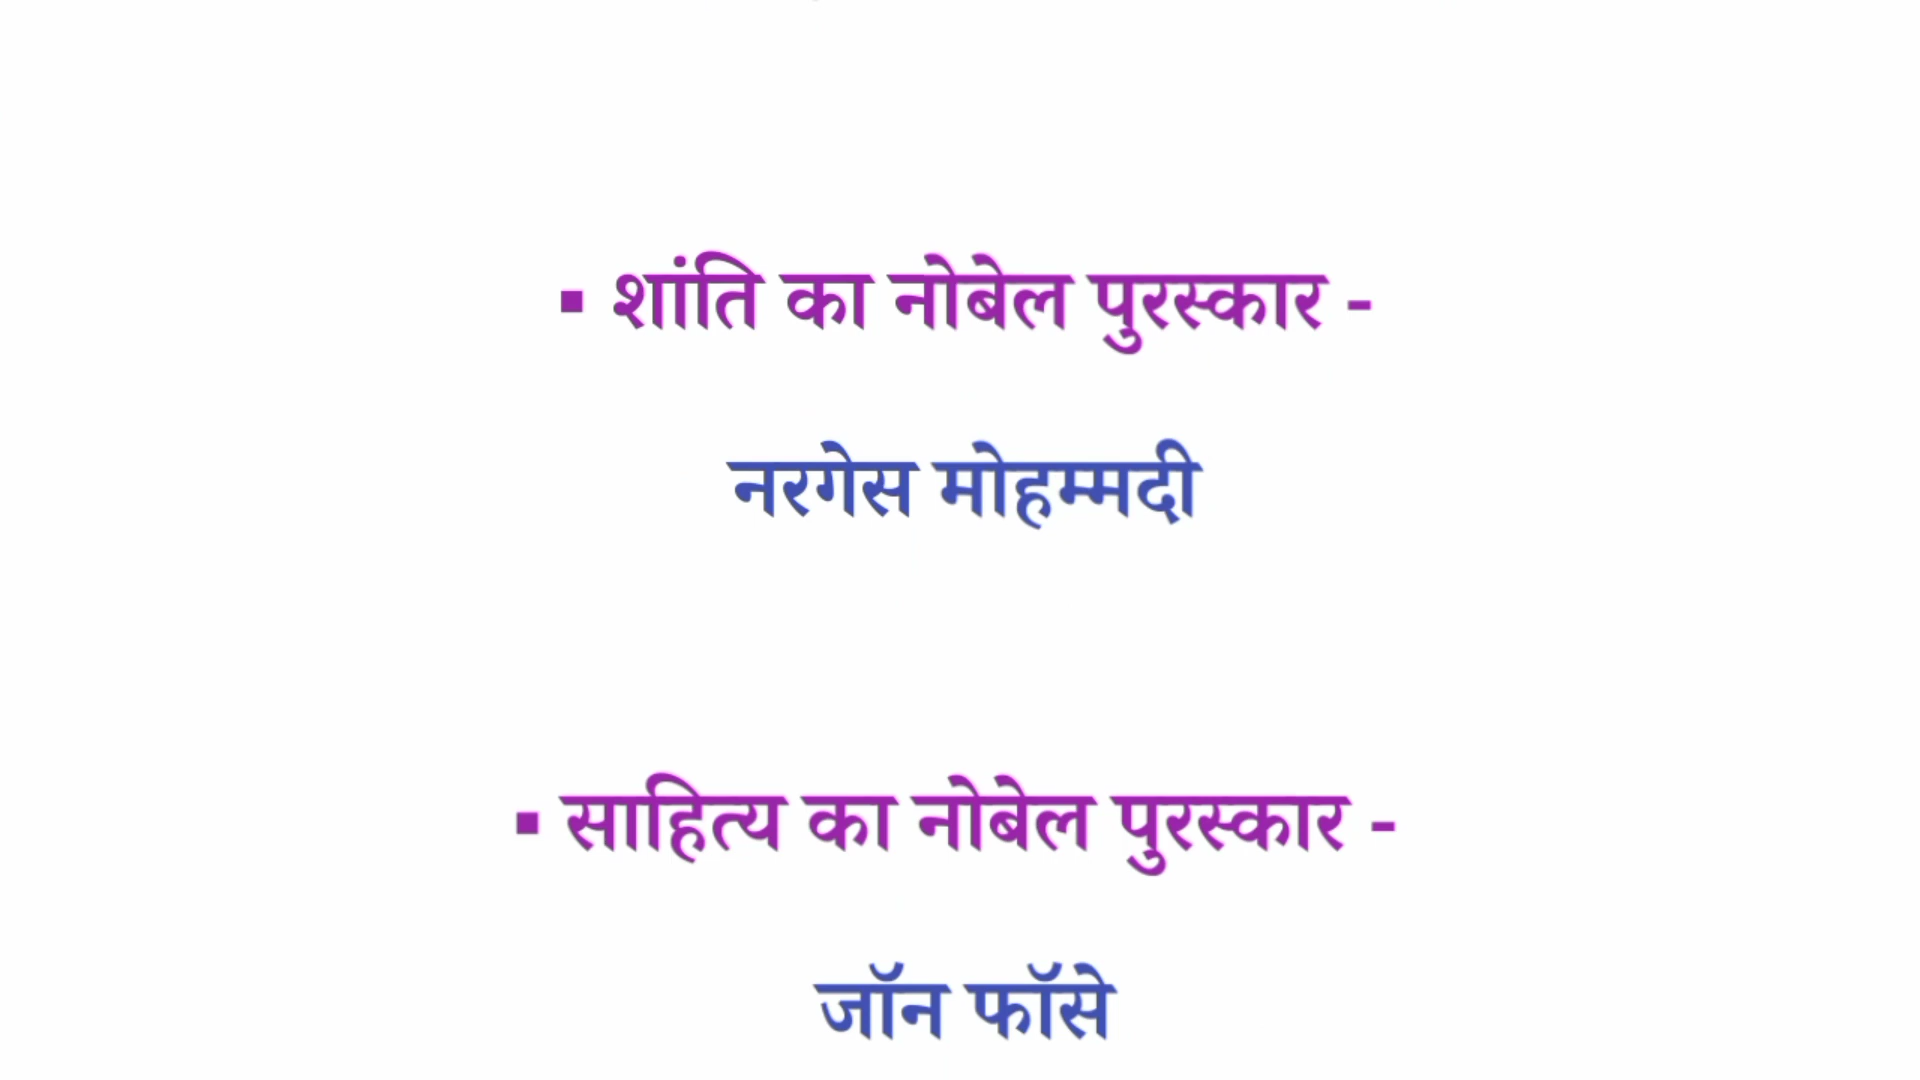 ▪ शांति का नोबेल पुरस्कार -
नरगेस मोहम्मदी
▪ साहित्य का नोबेल पुरस्कार -
जॉन फॉसे